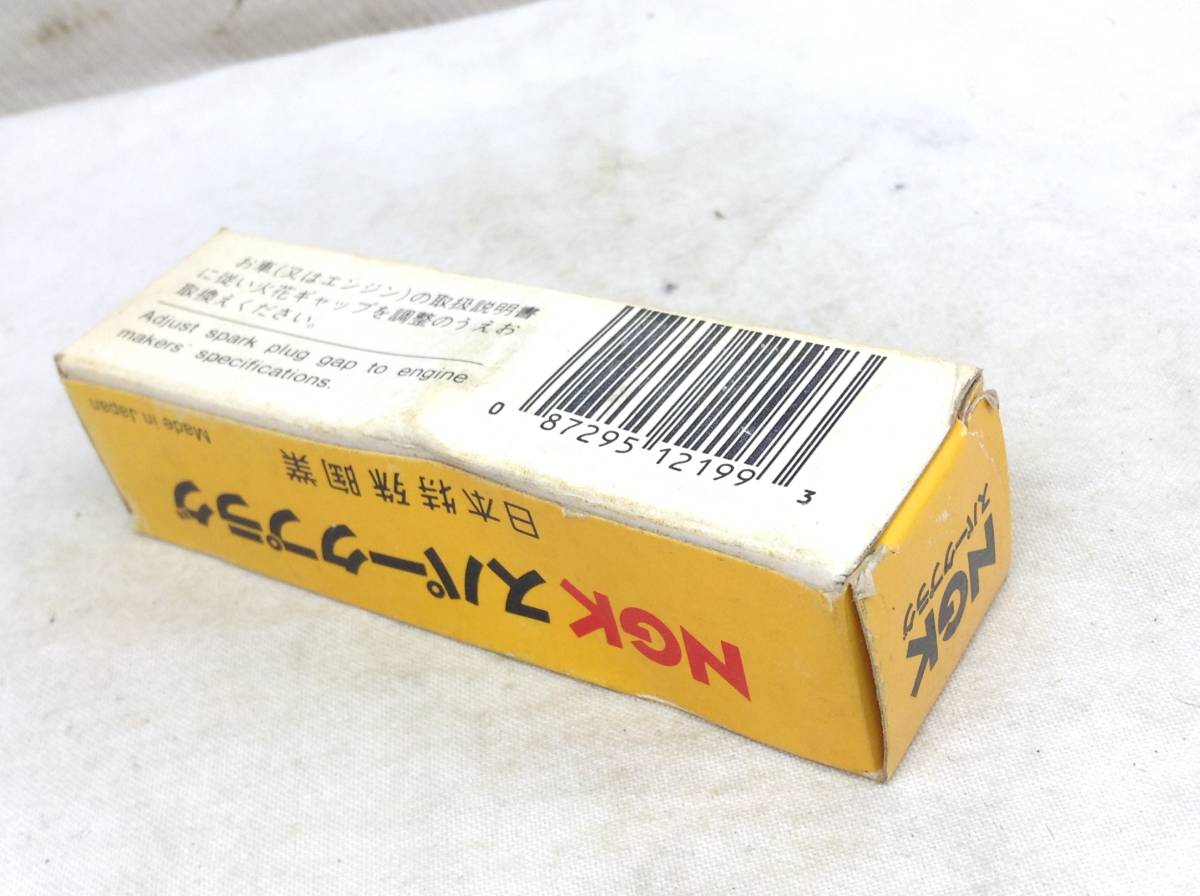 お車(又はエンジン)の取扱説明書
に従い火花ギャップを調整のうえお
取換えください。
Adjust spark plug gap to engine
makers' specifications.
0 87295 12199 3
Made in Japan
日本特殊陶業
NGK スパークプラグ
NGK
スパークプラグ